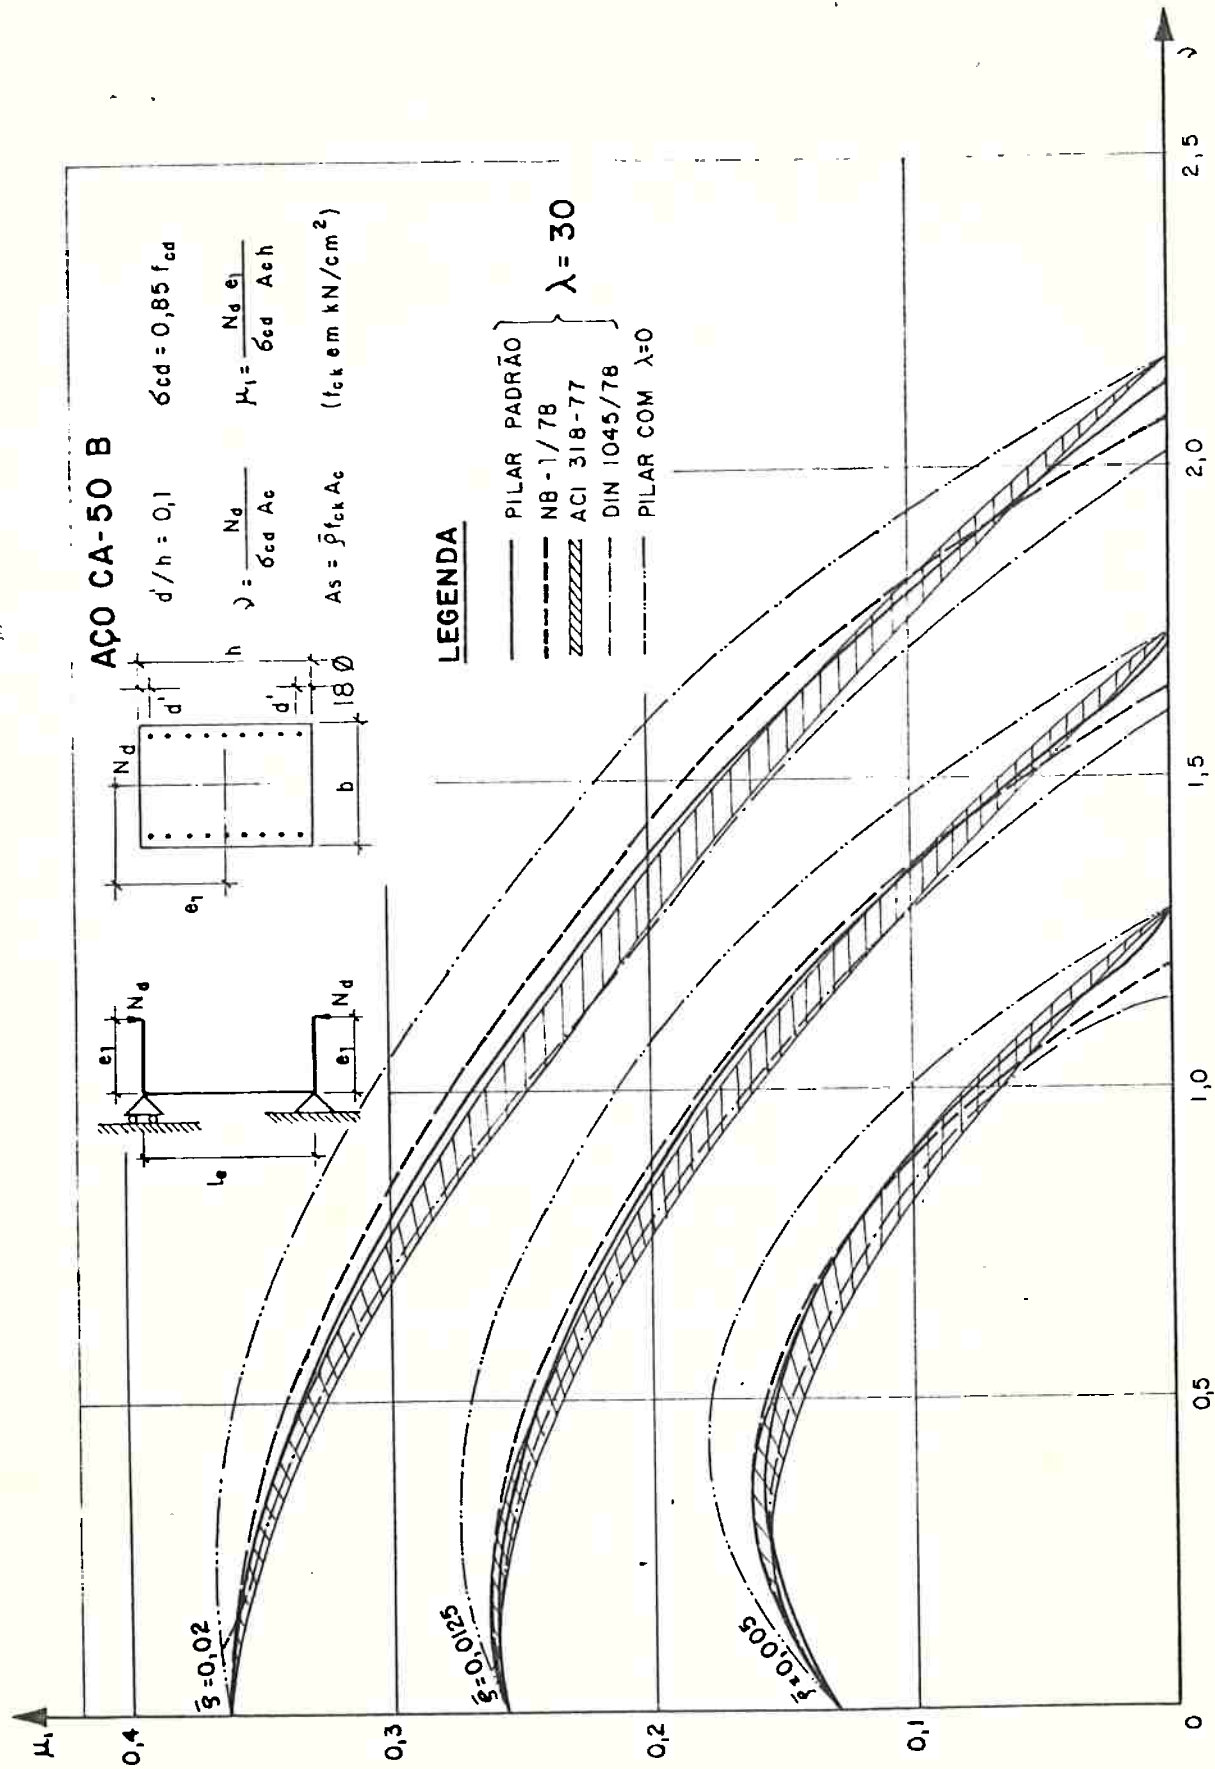 AÇO CA-50 B
d'/h = 0,1
σcd = 0,85 fcd
ν = Nd / σcd Ac
μ1 = Nd e1 / σcd Ac h
As = ρ̄ fck Ac (fck em kN/cm²)
Nd
e1
Nd
e1
le
Nd
e1
b
h
d'
d'
18 Ø
LEGENDA
PILAR PADRÃO
NB-1/78
ACI 318-77
DIN 1045/78
λ = 30
PILAR COM λ=0
μ1
0,4
0,3
0,2
0,1
0
0,5
1,0
1,5
2,0
2,5
ν
ρ̄=0,02
ρ̄=0,0125
ρ̄=0,005